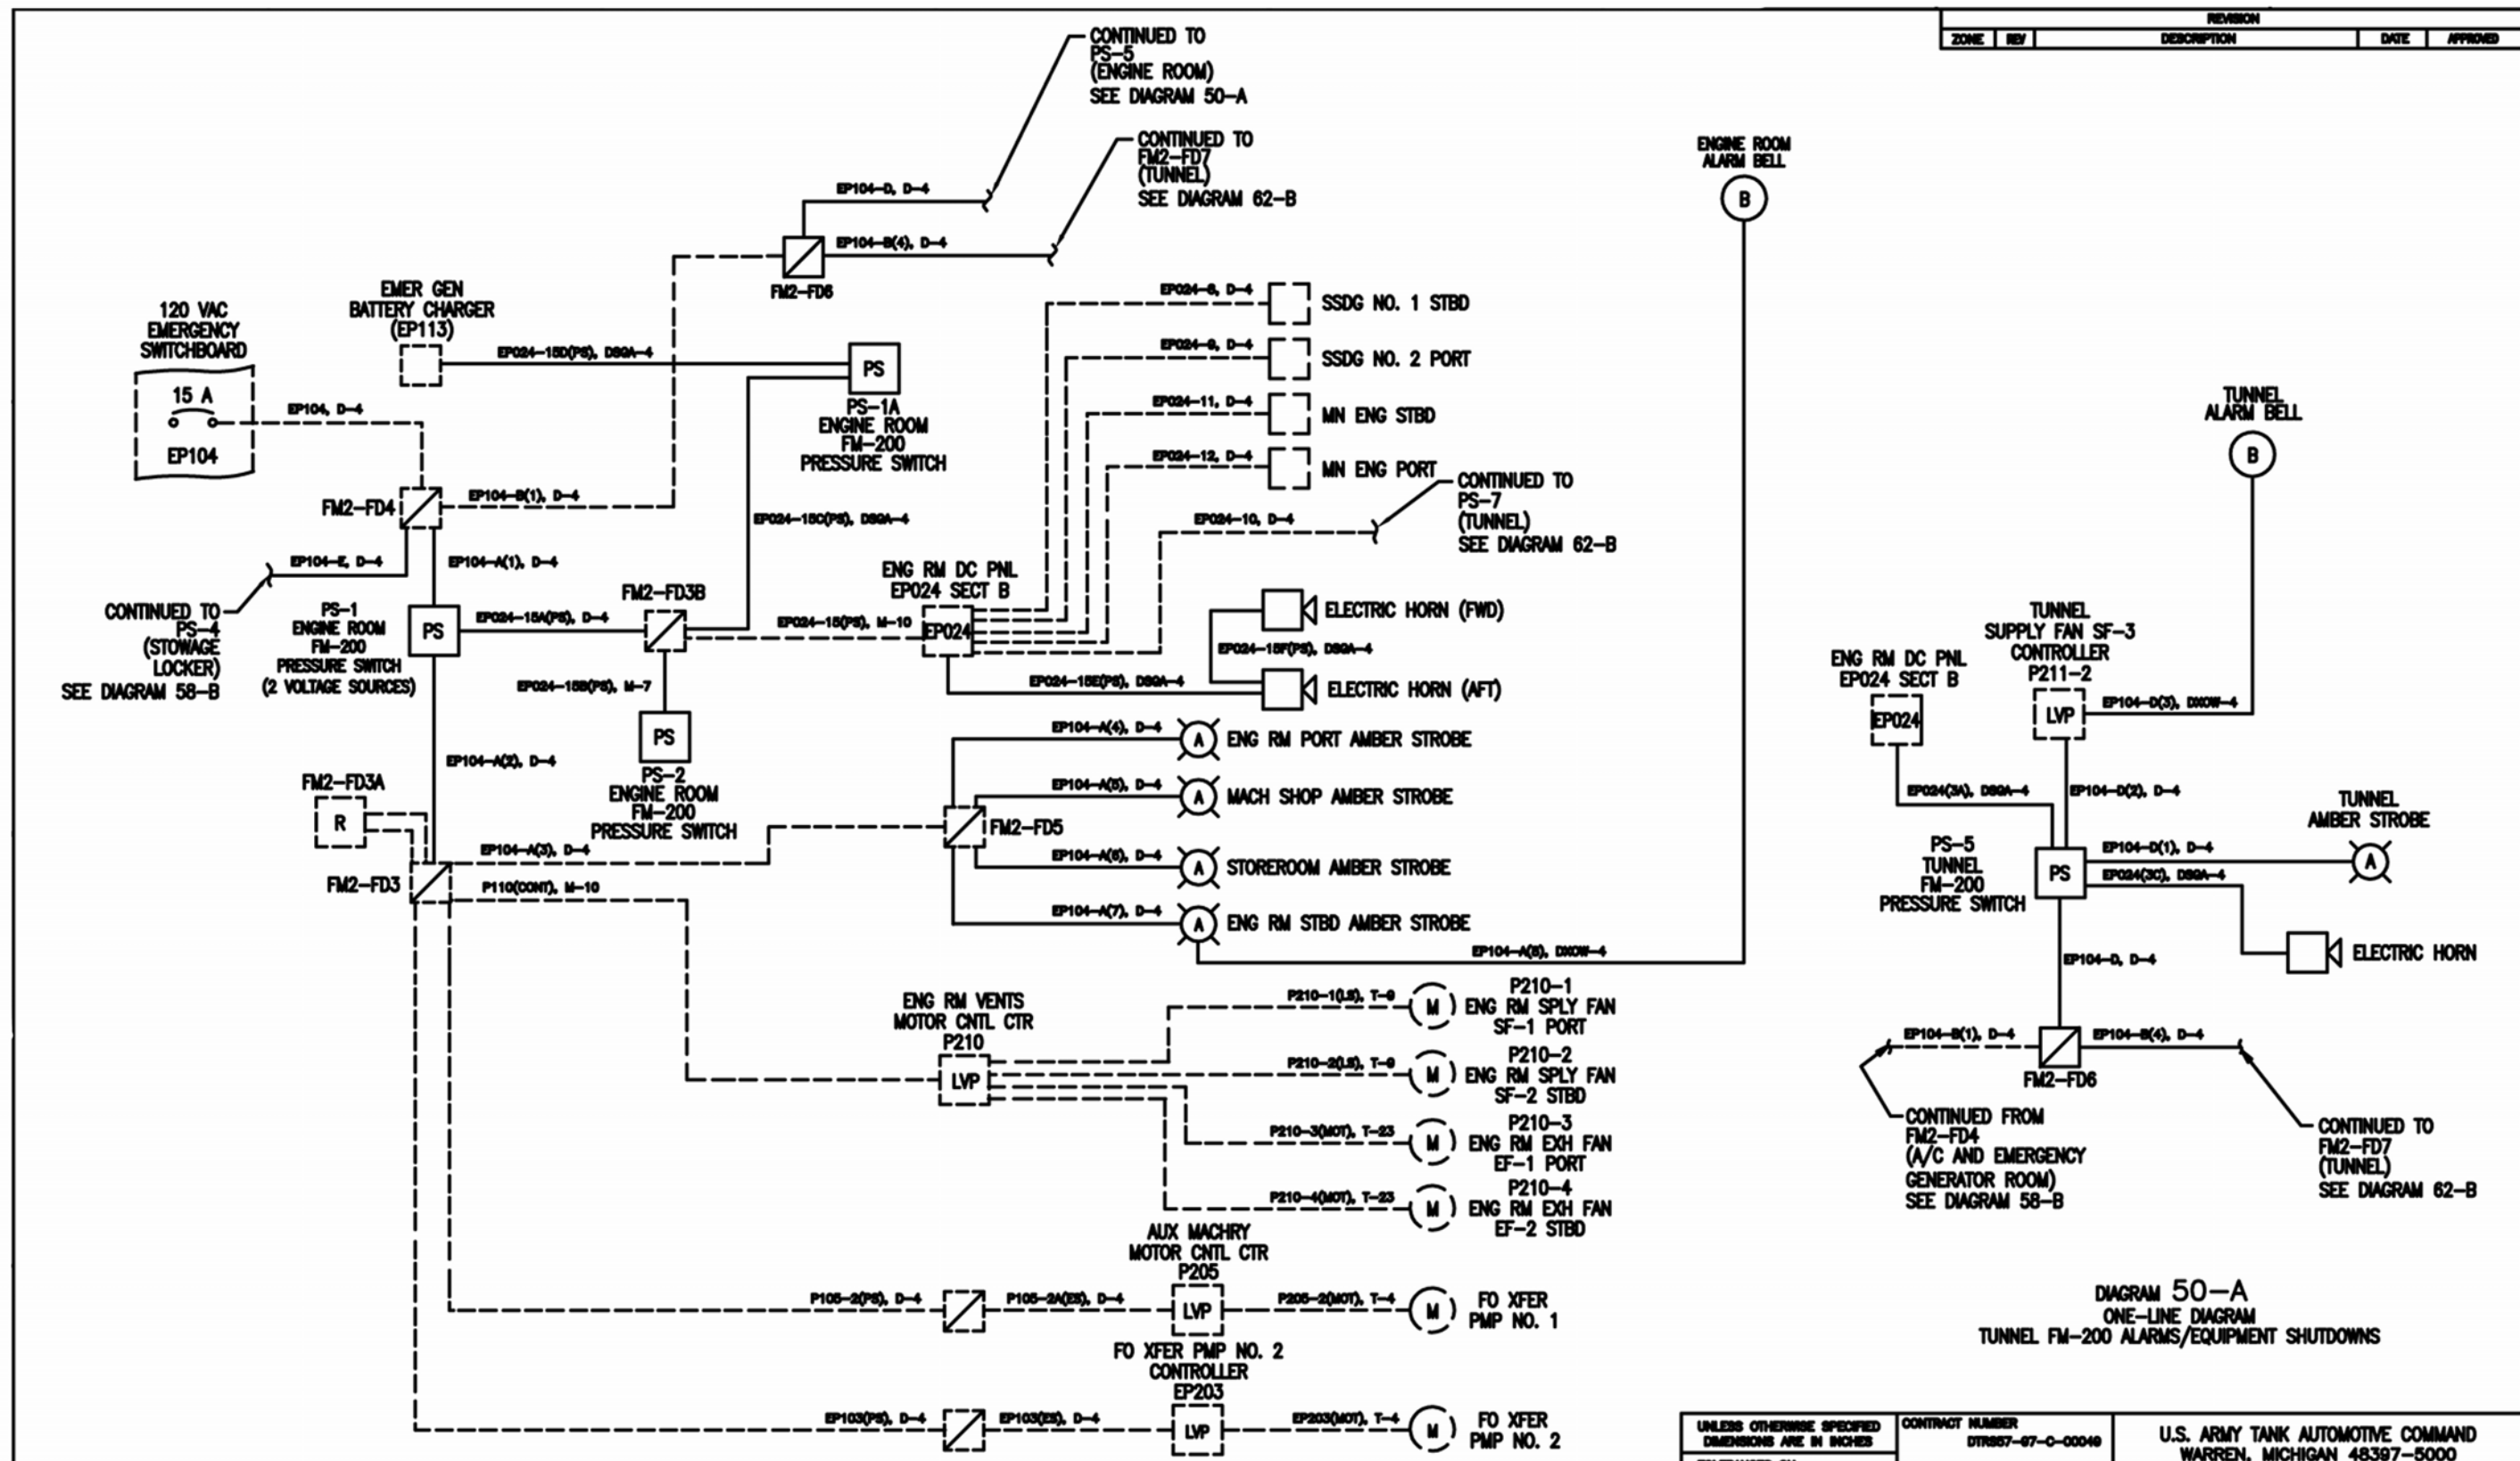 REVISION
ZONE REV DESCRIPTION DATE APPROVED
CONTINUED TO
PS-5
(ENGINE ROOM)
SEE DIAGRAM 50-A
CONTINUED TO
FM2-FD7
(TUNNEL)
SEE DIAGRAM 62-B
EP104-D, D-4
EP104-B(4), D-4
FM2-FD6
ENGINE ROOM
ALARM BELL
B
120 VAC
EMERGENCY
SWITCHBOARD
15 A
EP104
EP104, D-4
EMER GEN
BATTERY CHARGER
(EP113)
EP024-15D(PS), DSGA-4
PS
PS-1A
ENGINE ROOM
FM-200
PRESSURE SWITCH
EP024-8, D-4
SSDG NO. 1 STBD
EP024-9, D-4
SSDG NO. 2 PORT
EP024-11, D-4
MN ENG STBD
EP024-12, D-4
MN ENG PORT
EP024-10, D-4
CONTINUED TO
PS-7
(TUNNEL)
SEE DIAGRAM 62-B
FM2-FD4
EP104-B(1), D-4
EP024-15C(PS), DSGA-4
EP104-E, D-4
EP104-A(1), D-4
CONTINUED TO
PS-4
(STOWAGE
LOCKER)
SEE DIAGRAM 58-B
PS-1
ENGINE ROOM
FM-200
PRESSURE SWITCH
(2 VOLTAGE SOURCES)
PS
EP024-15A(PS), D-4
FM2-FD3B
EP024-15(PS), M-10
ENG RM DC PNL
EP024 SECT B
EP024
EP024-15B(PS), M-7
PS
PS-2
ENGINE ROOM
FM-200
PRESSURE SWITCH
ELECTRIC HORN (FWD)
EP024-15F(PS), DSGA-4
EP024-15E(PS), DSGA-4
ELECTRIC HORN (AFT)
EP104-A(2), D-4
FM2-FD3A
R
FM2-FD3
EP104-A(3), D-4
P110(CONT), M-10
FM2-FD5
EP104-A(4), D-4
A
ENG RM PORT AMBER STROBE
EP104-A(5), D-4
A
MACH SHOP AMBER STROBE
EP104-A(6), D-4
A
STOREROOM AMBER STROBE
EP104-A(7), D-4
A
ENG RM STBD AMBER STROBE
EP104-A(8), DXOW-4
ENG RM VENTS
MOTOR CNTL CTR
P210
LVP
P210-1(LS), T-9
M
P210-1
ENG RM SPLY FAN
SF-1 PORT
P210-2(LS), T-9
M
P210-2
ENG RM SPLY FAN
SF-2 STBD
P210-3(MOT), T-23
M
P210-3
ENG RM EXH FAN
EF-1 PORT
P210-4(MOT), T-23
M
P210-4
ENG RM EXH FAN
EF-2 STBD
AUX MACHRY
MOTOR CNTL CTR
P205
P105-2(PS), D-4
P105-2A(ES), D-4
LVP
P205-2(MOT), T-4
M
FO XFER
PMP NO. 1
FO XFER PMP NO. 2
CONTROLLER
EP203
EP103(PS), D-4
EP103(ES), D-4
LVP
EP203(MOT), T-4
M
FO XFER
PMP NO. 2
TUNNEL
ALARM BELL
B
TUNNEL
SUPPLY FAN SF-3
CONTROLLER
P211-2
LVP
EP104-D(3), DXOW-4
ENG RM DC PNL
EP024 SECT B
EP024
EP024(3A), DSGA-4
EP104-D(2), D-4
PS-5
TUNNEL
FM-200
PRESSURE SWITCH
PS
EP104-D(1), D-4
TUNNEL
AMBER STROBE
A
EP024(3C), DSGA-4
ELECTRIC HORN
EP104-D, D-4
EP104-B(1), D-4
EP104-B(4), D-4
FM2-FD6
CONTINUED FROM
FM2-FD4
(A/C AND EMERGENCY
GENERATOR ROOM)
SEE DIAGRAM 58-B
CONTINUED TO
FM2-FD7
(TUNNEL)
SEE DIAGRAM 62-B
DIAGRAM 50-A
ONE-LINE DIAGRAM
TUNNEL FM-200 ALARMS/EQUIPMENT SHUTDOWNS
UNLESS OTHERWISE SPECIFIED
DIMENSIONS ARE IN INCHES
CONTRACT NUMBER
DTRS57-97-C-00049
U.S. ARMY TANK AUTOMOTIVE COMMAND
WARREN, MICHIGAN 48397-5000